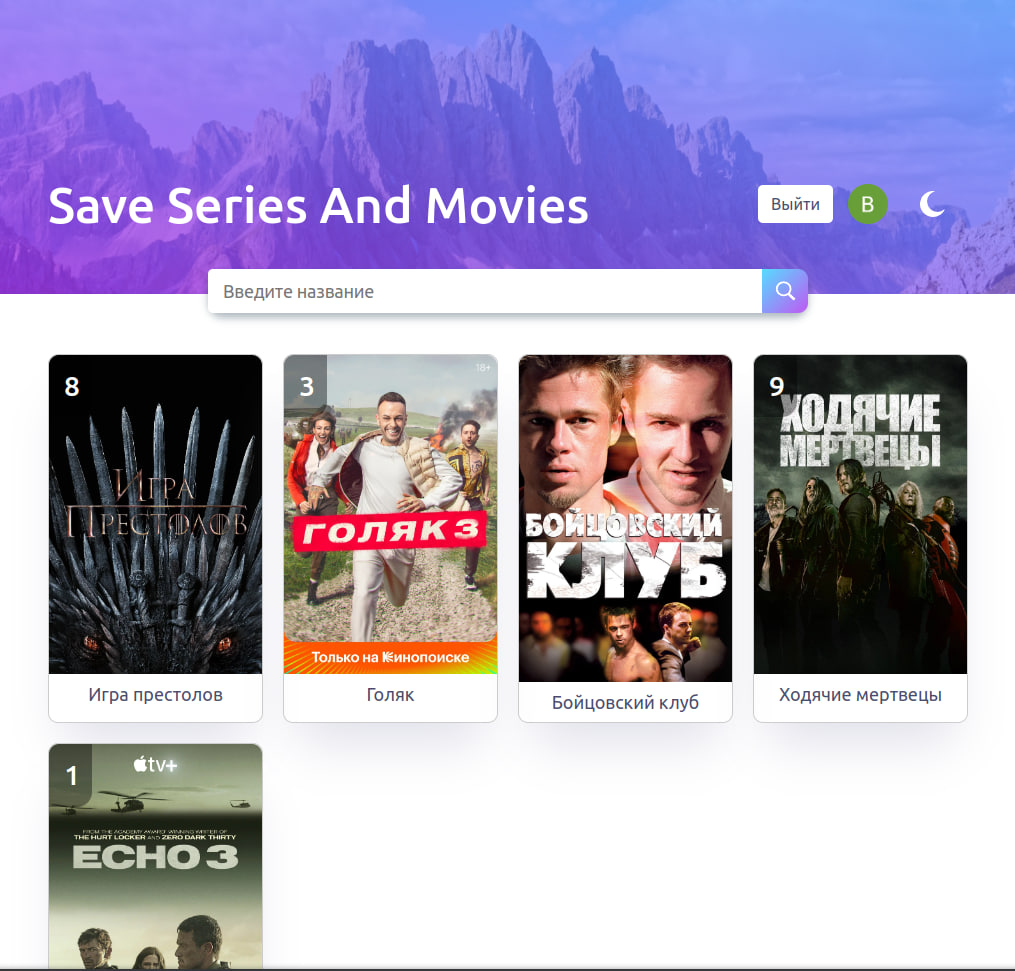 Save Series And Movies
Выйти
B
Введите название
8
ИГРА
ПРЕСТОЛОВ
Игра престолов
3
18+
ГОЛЯК 3
Только на Кинопоиске
Голяк
БОЙЦОВСКИЙ
КЛУБ
Бойцовский клуб
9
ХОДЯЧИЕ
МЕРТВЕЦЫ
Ходячие мертвецы
1
tv+
FROM THE ACADEMY AWARD WINNING WRITER OF
THE HURT LOCKER AND ZERO DARK THIRTY
ECHO 3